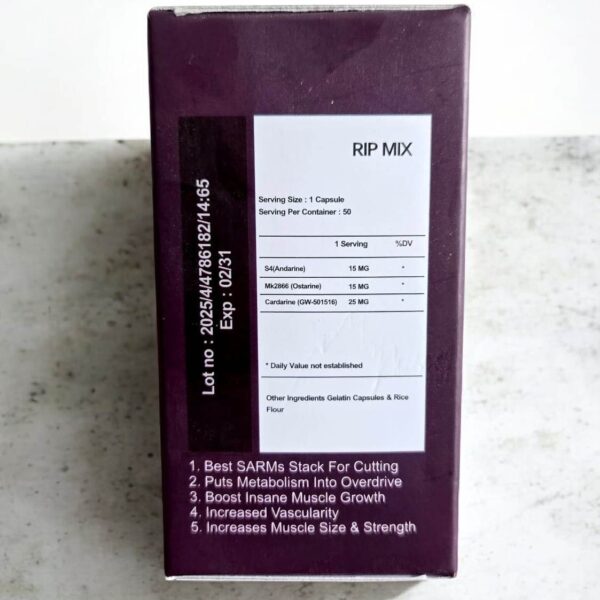 RIP MIX
Serving Size : 1 Capsule
Serving Per Container : 50
1 Serving %DV
S4(Andarine) 15 MG *
Mk2866 (Ostarine) 15 MG *
Cardarine (GW-501516) 25 MG *
* Daily Value not established
Other Ingredients Gelatin Capsules & Rice
Flour
Lot no : 2025/4/4786182/14:65
Exp : 02/31
1. Best SARMs Stack For Cutting
2. Puts Metabolism Into Overdrive
3. Boost Insane Muscle Growth
4. Increased Vascularity
5. Increases Muscle Size & Strength